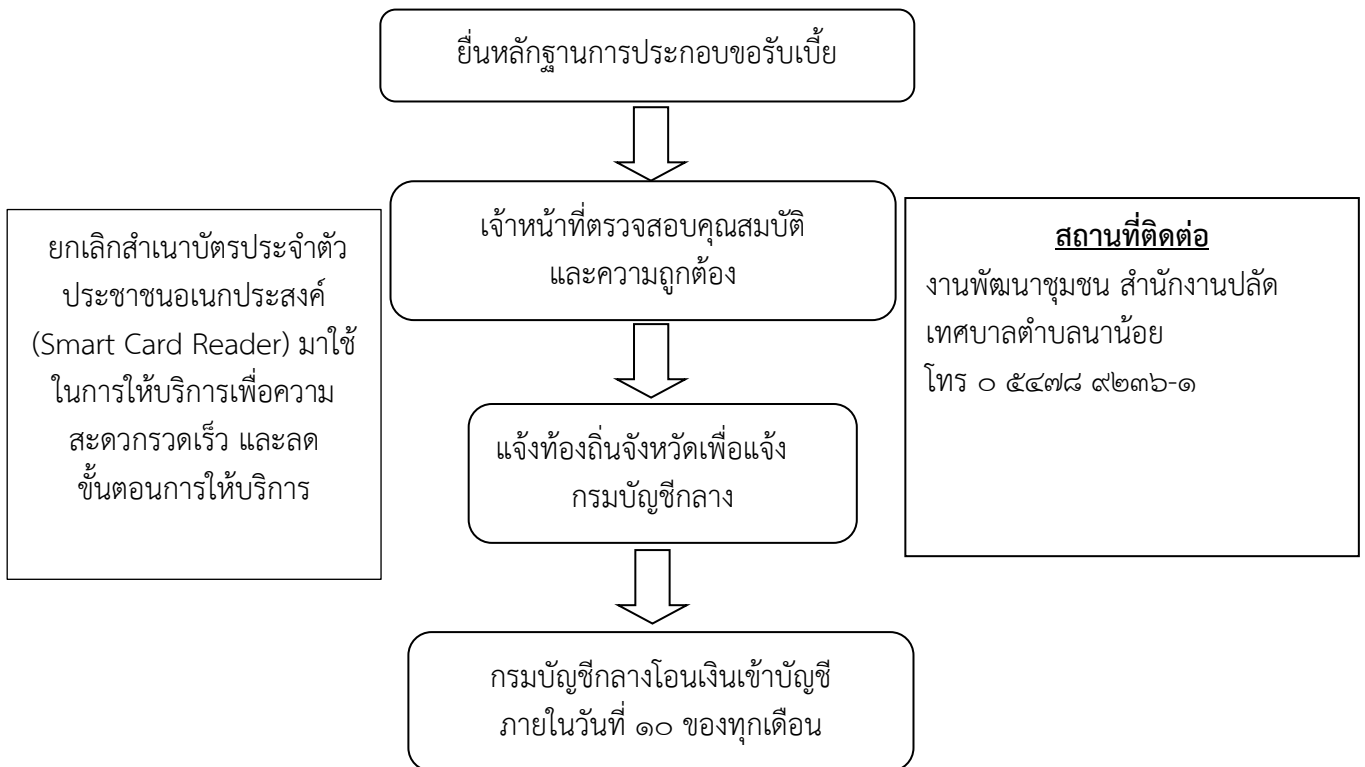 ยื่นหลักฐานการประกอบขอรับเบี้ย
เจ้าหน้าที่ตรวจสอบคุณสมบัติ
และความถูกต้อง
ยกเลิกสำเนาบัตรประจำตัว
ประชาชนอเนกประสงค์
(Smart Card Reader) มาใช้
ในการให้บริการเพื่อความ
สะดวกรวดเร็ว และลด
ขั้นตอนการให้บริการ
สถานที่ติดต่อ
งานพัฒนาชุมชน สำนักงานปลัด
เทศบาลตำบลนาน้อย
โทร ๐ ๕๔๗๘ ๙๒๓๖-๑
แจ้งท้องถิ่นจังหวัดเพื่อแจ้ง
กรมบัญชีกลาง
กรมบัญชีกลางโอนเงินเข้าบัญชี
ภายในวันที่ ๑๐ ของทุกเดือน